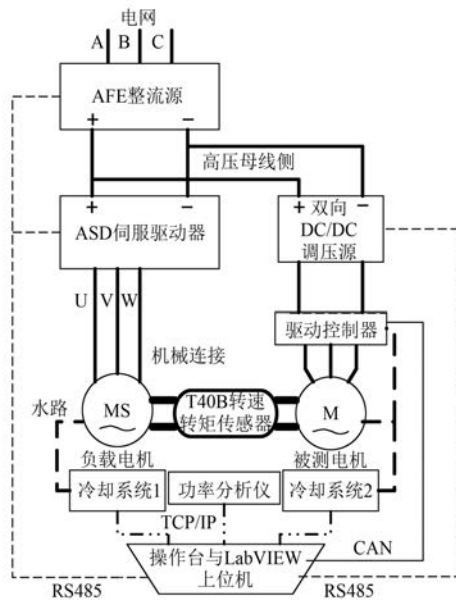 电网
A B C
AFE整流源
+ −
高压母线侧
+ −
ASD伺服驱动器
+ −
双向
DC/DC
调压源
U V W
驱动控制器
机械连接
水路
MS
T40B转速
转矩传感器
M
负载电机
被测电机
冷却系统1
功率分析仪
冷却系统2
TCP/IP
操作台与LabVIEW
上位机
CAN
RS485
RS485